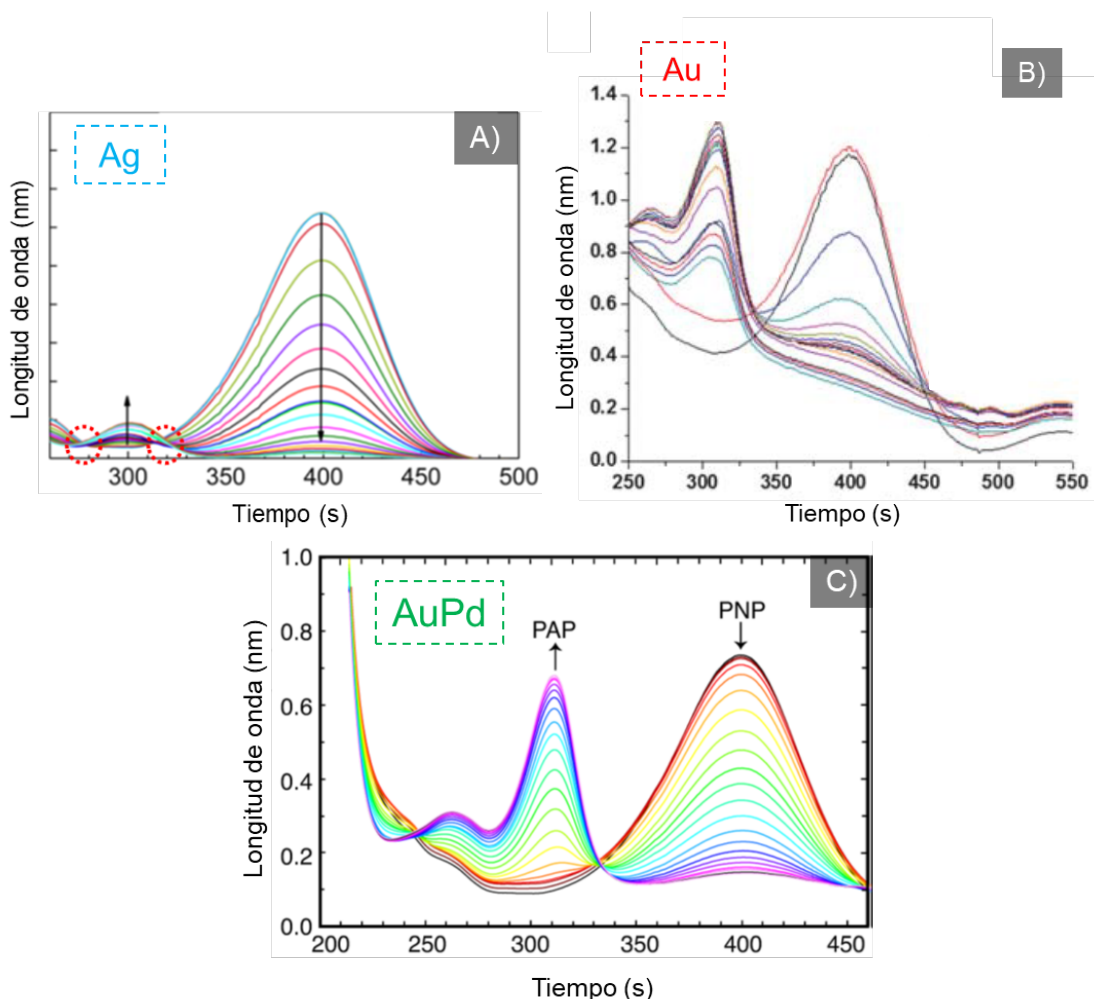 Ag
A)
Longitud de onda (nm)
300
400
500
Tiempo (s)
Au
B)
Longitud de onda (nm)
1.4
1.2
1.0
0.8
0.6
0.4
0.2
0.0
250 300 350 400 450 500 550
Tiempo (s)
AuPd
C)
PAP
PNP
Longitud de onda (nm)
1.0
0.8
0.6
0.4
0.2
0.0
200 250 300 350 400 450
Tiempo (s)